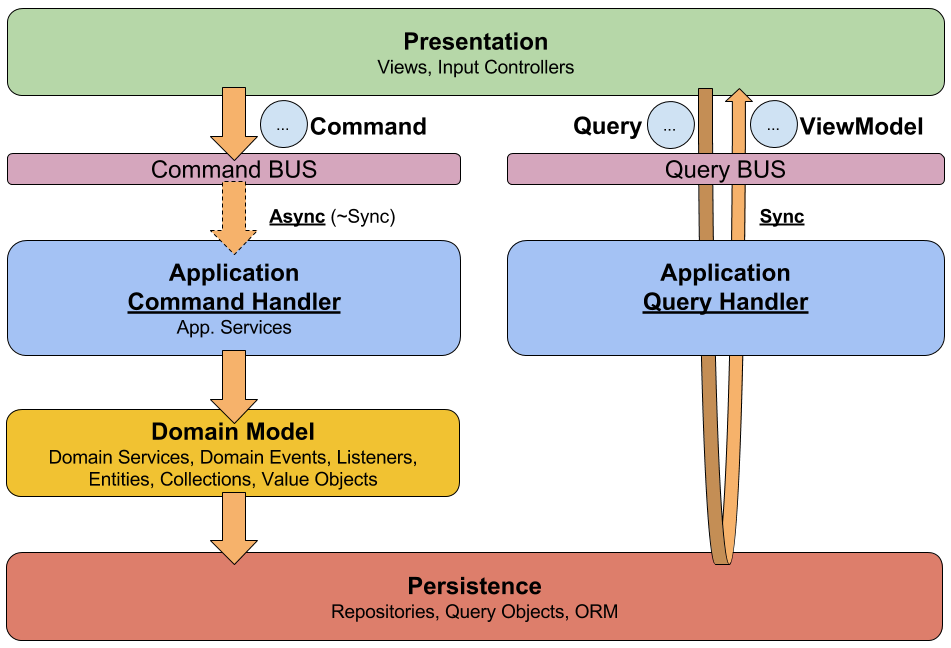 Presentation
Views, Input Controllers
... Command
Query ...
... ViewModel
Command BUS
Query BUS
Async (~Sync)
Sync
Application
Command Handler
App. Services
Application
Query Handler
Domain Model
Domain Services, Domain Events, Listeners,
Entities, Collections, Value Objects
Persistence
Repositories, Query Objects, ORM